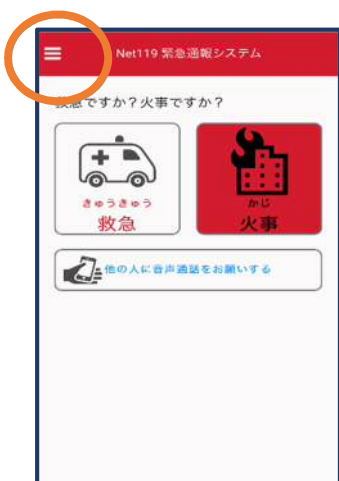 Net119 緊急通報システム
救急ですか？火事ですか？
きゅうきゅう
救急
かじ
火事
他の人に音声通話をお願いする